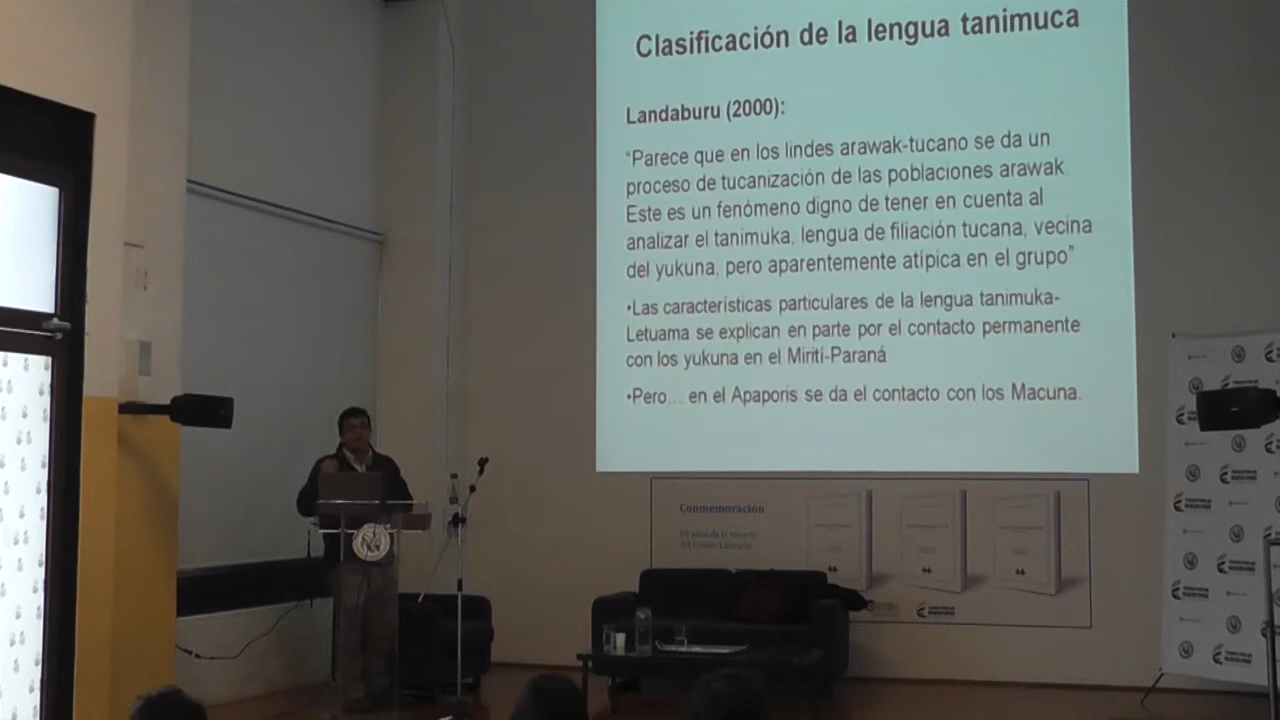 Clasificación de la lengua tanimuca
Landaburu (2000):
“Parece que en los lindes arawak-tucano se da un
proceso de tucanización de las poblaciones arawak.
Este es un fenómeno digno de tener en cuenta al
analizar el tanimuka, lengua de filiación tucana, vecina
del yukuna, pero aparentemente atípica en el grupo”
•Las características particulares de la lengua tanimuka-
Letuama se explican en parte por el contacto permanente
con los yukuna en el Mirití-Paraná
•Pero... en el Apaporis se da el contacto con los Macuna.
Conmemoración